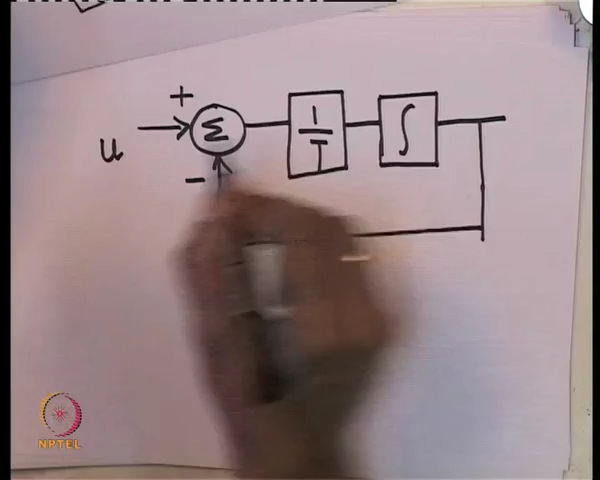 +
u Σ 1/T ∫
−
NPTEL